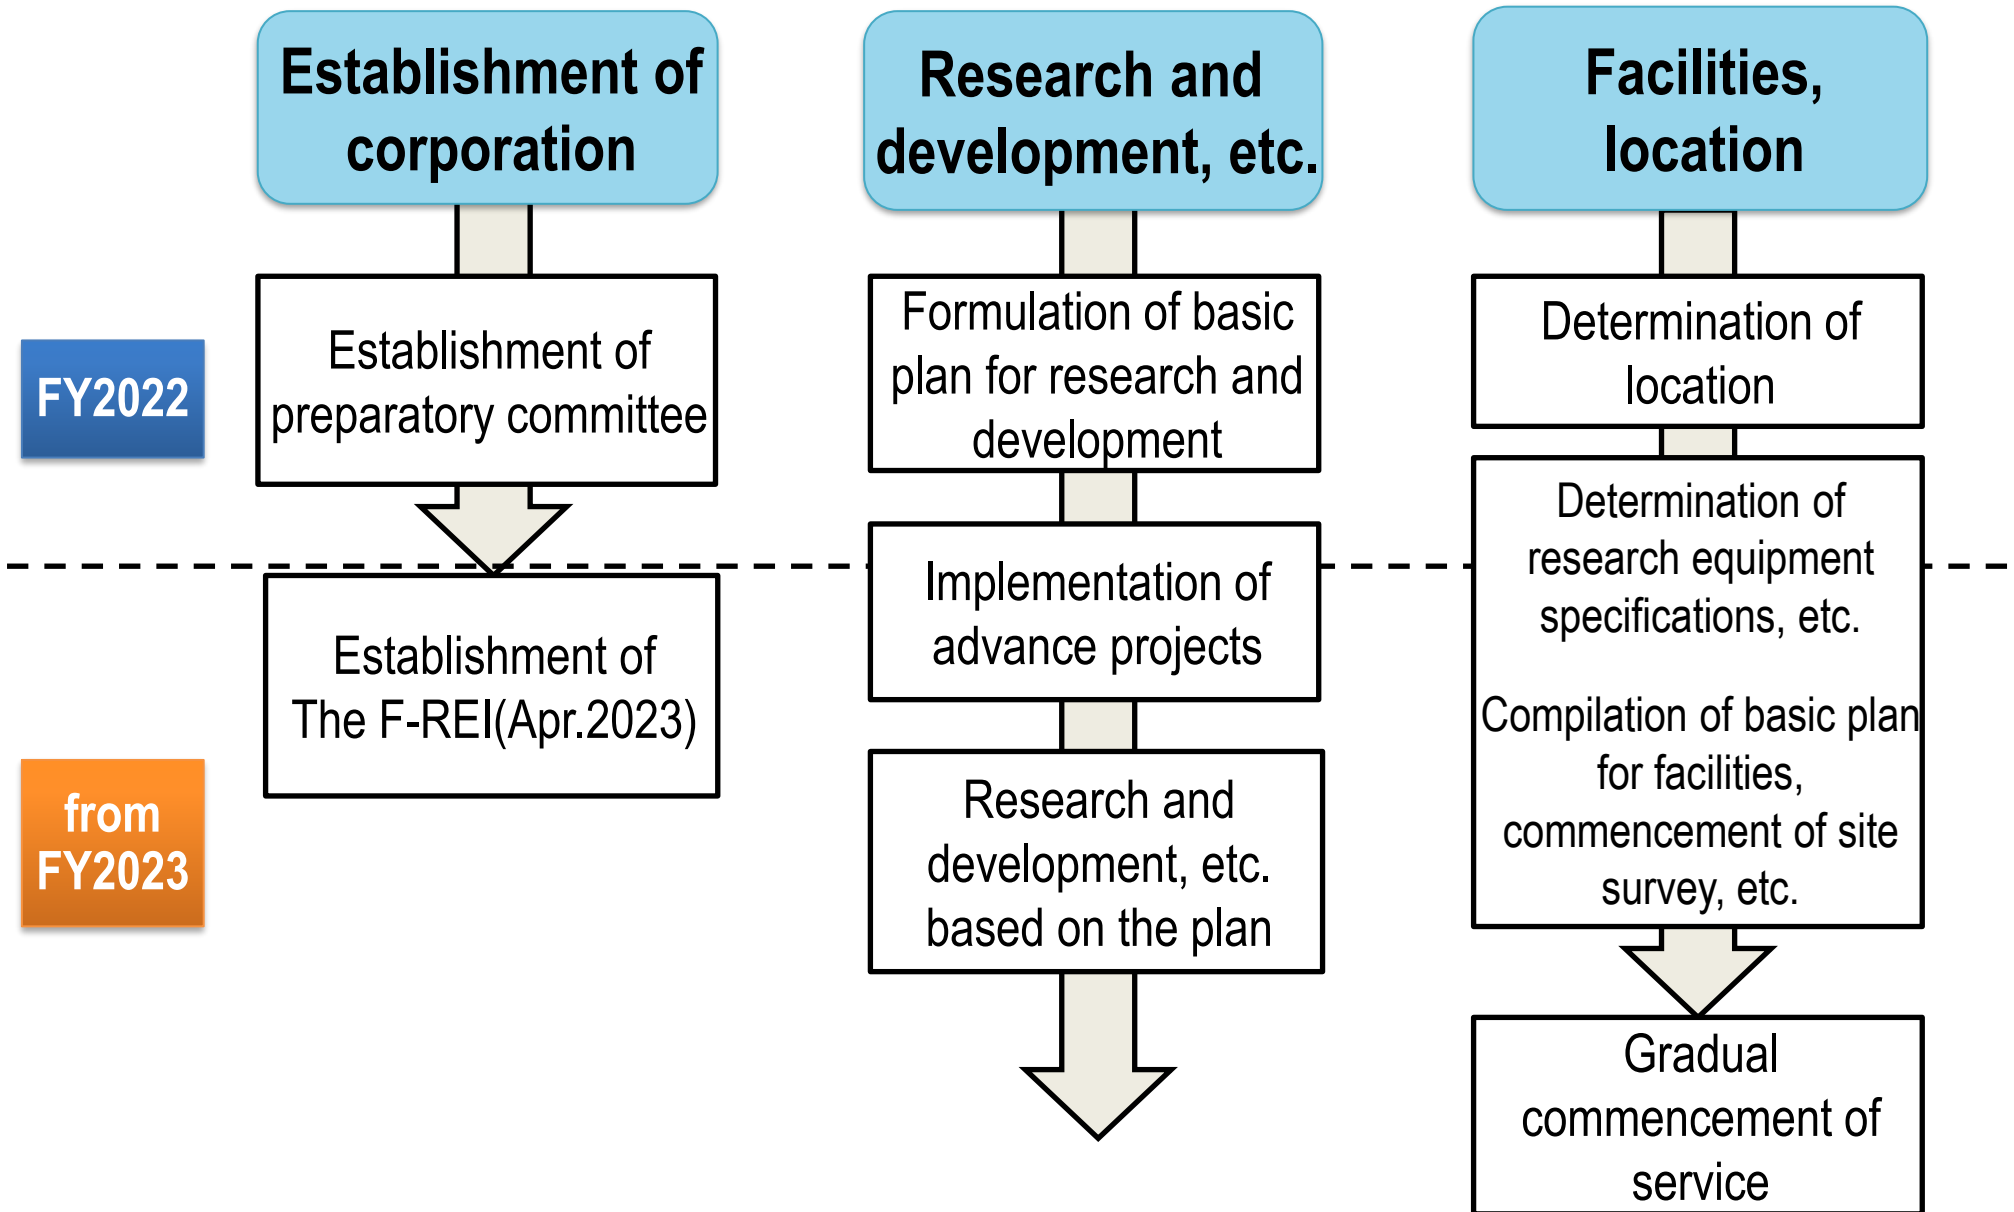 Establishment of
corporation
Research and
development, etc.
Facilities,
location
FY2022
from
FY2023
Establishment of
preparatory committee
Establishment of
The F-REI(Apr.2023)
Formulation of basic
plan for research and
development
Implementation of
advance projects
Research and
development, etc.
based on the plan
Determination of
location
Determination of
research equipment
specifications, etc.
Compilation of basic plan
for facilities,
commencement of site
survey, etc.
Gradual
commencement of
service